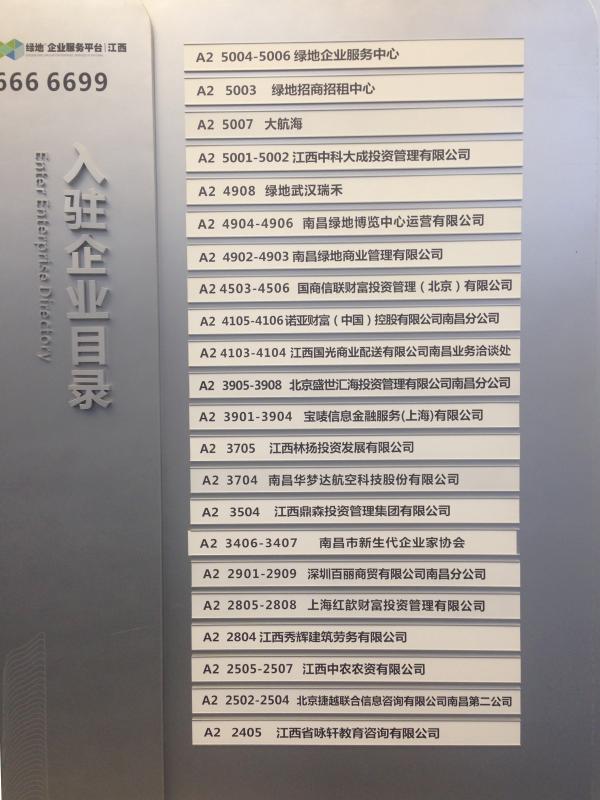 绿地 企业服务平台 | 江西
666 6699
入驻企业目录
Enter Enterprise Directory
A2 5004-5006 绿地企业服务中心
A2 5003 绿地招商招租中心
A2 5007 大航海
A2 5001-5002 江西中科大成投资管理有限公司
A2 4908 绿地武汉瑞禾
A2 4904-4906 南昌绿地博览中心运营有限公司
A2 4902-4903 南昌绿地商业管理有限公司
A2 4503-4506 国商信联财富投资管理（北京）有限公司
A2 4105-4106 诺亚财富（中国）控股有限公司南昌分公司
A2 4103-4104 江西国光商业配送有限公司南昌业务洽谈处
A2 3905-3908 北京盛世汇海投资管理有限公司南昌分公司
A2 3901-3904 宝唛信息金融服务(上海)有限公司
A2 3705 江西林扬投资发展有限公司
A2 3704 南昌华梦达航空科技股份有限公司
A2 3504 江西鼎森投资管理集团有限公司
A2 3406-3407 南昌市新生代企业家协会
A2 2901-2909 深圳百丽商贸有限公司南昌分公司
A2 2805-2808 上海红歆财富投资管理有限公司
A2 2804 江西秀辉建筑劳务有限公司
A2 2505-2507 江西中农农资有限公司
A2 2502-2504 北京捷越联合信息咨询有限公司南昌第二公司
A2 2405 江西省咏轩教育咨询有限公司